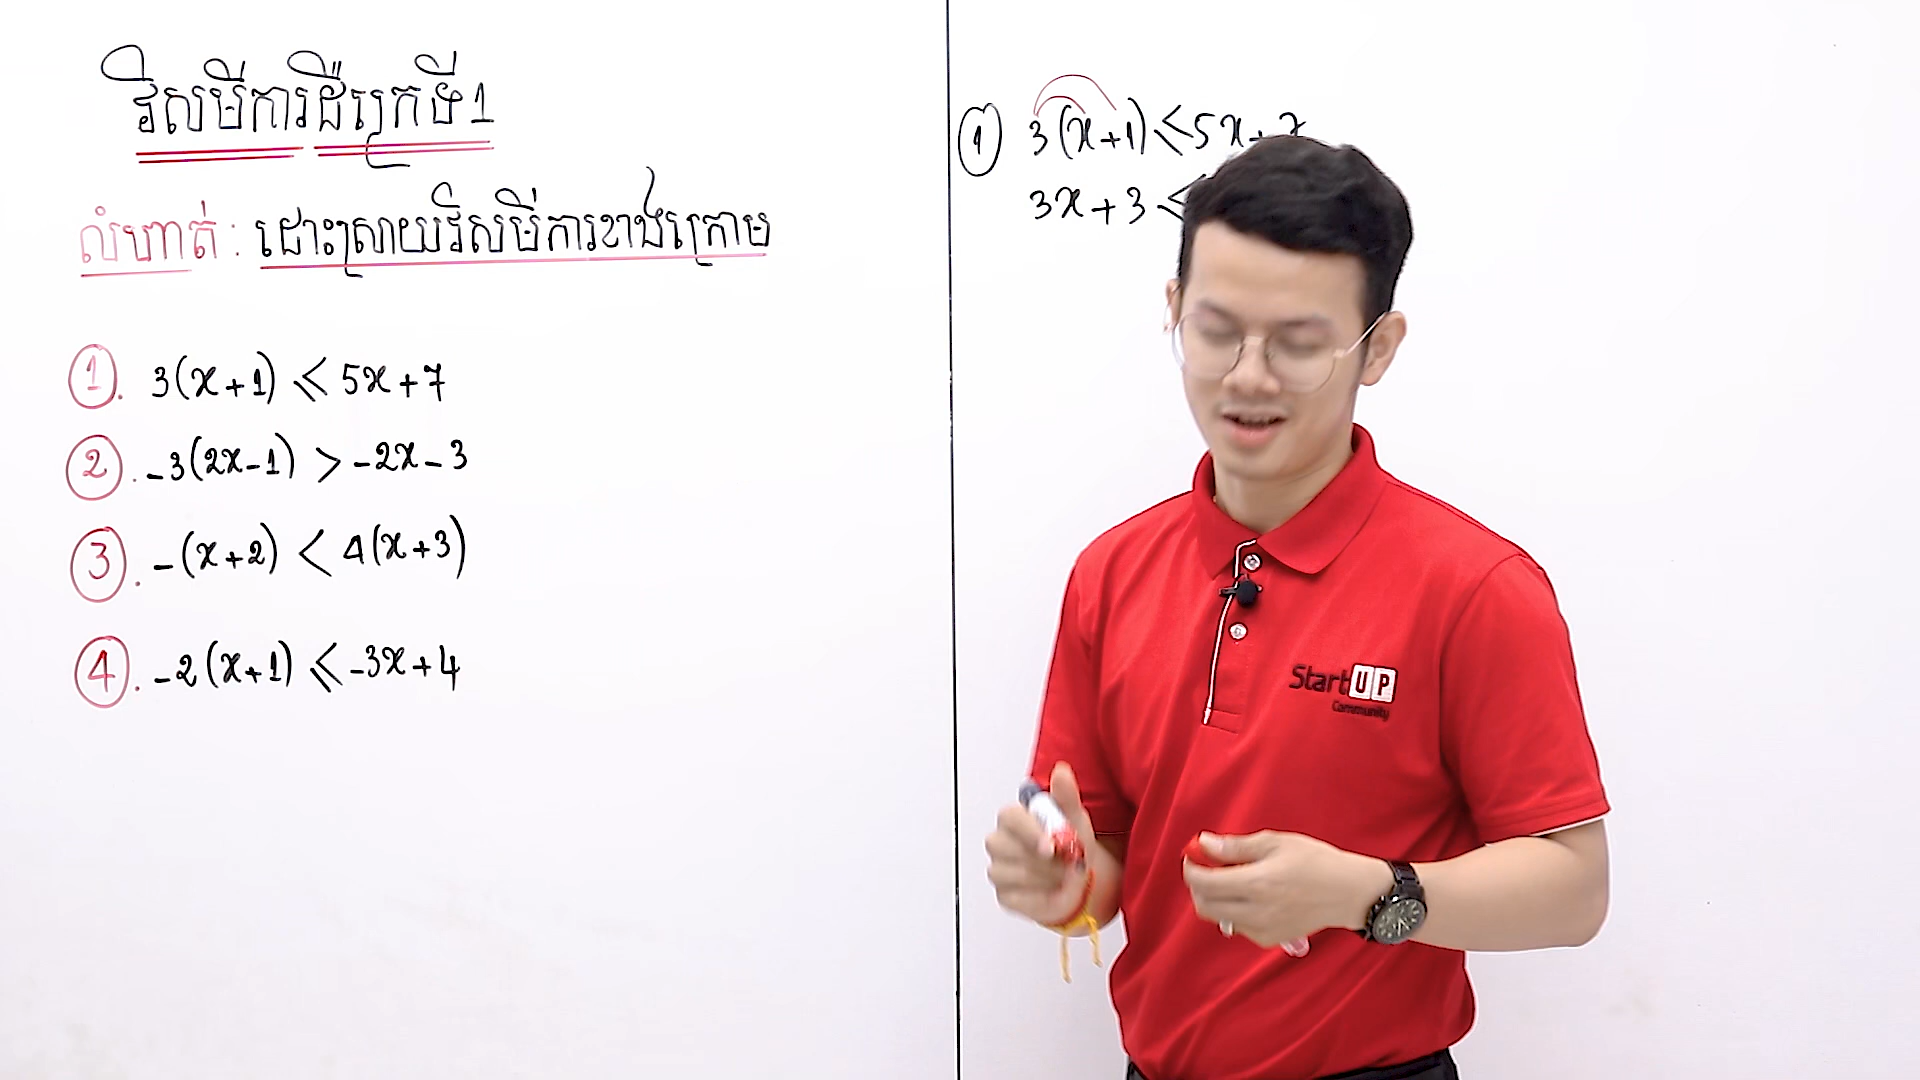 វិសមីការដឺក្រេទី1
លំហាត់ : ដោះស្រាយវិសមីការខាងក្រោម
1. 3(x+1) ⩽ 5x+7
2. -3(2x-1) > -2x-3
3. -(x+2) < 4(x+3)
4. -2(x+1) ⩽ -3x+4
1 3(x+1) ⩽ 5x+7
3x+3 ⩽
StartUP
Community